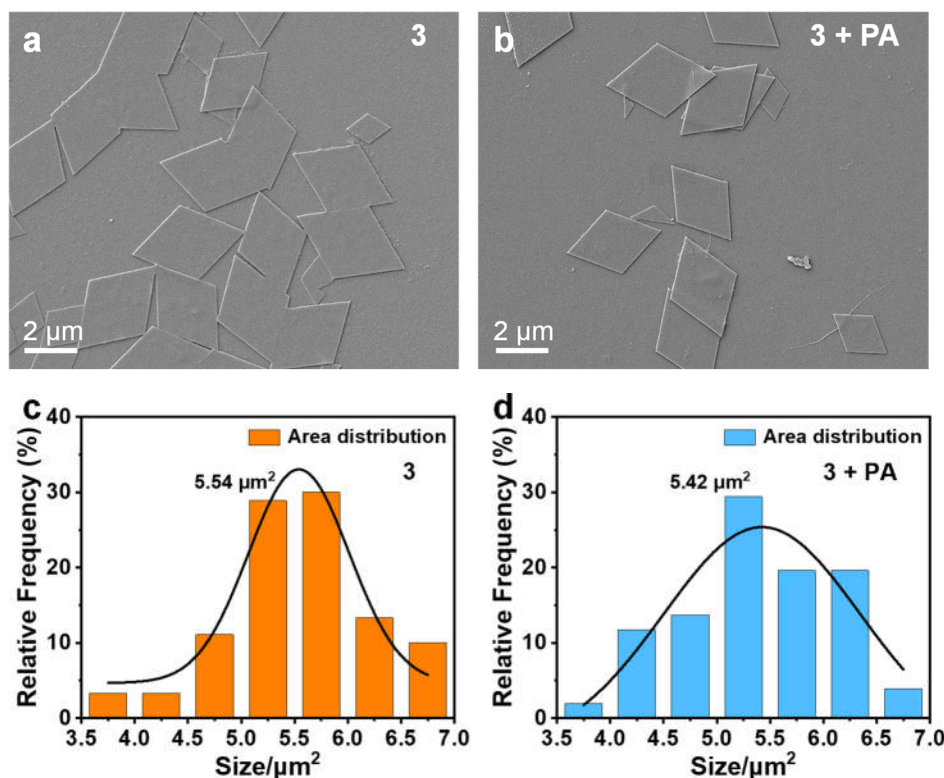 a
3
2 μm
b
3 + PA
2 μm
c
Area distribution
3
5.54 μm²
Relative Frequency (%)
40
30
20
10
0
3.5 4.0 4.5 5.0 5.5 6.0 6.5 7.0
Size/μm²
d
Area distribution
3 + PA
5.42 μm²
Relative Frequency (%)
40
30
20
10
0
3.5 4.0 4.5 5.0 5.5 6.0 6.5 7.0
Size/μm²